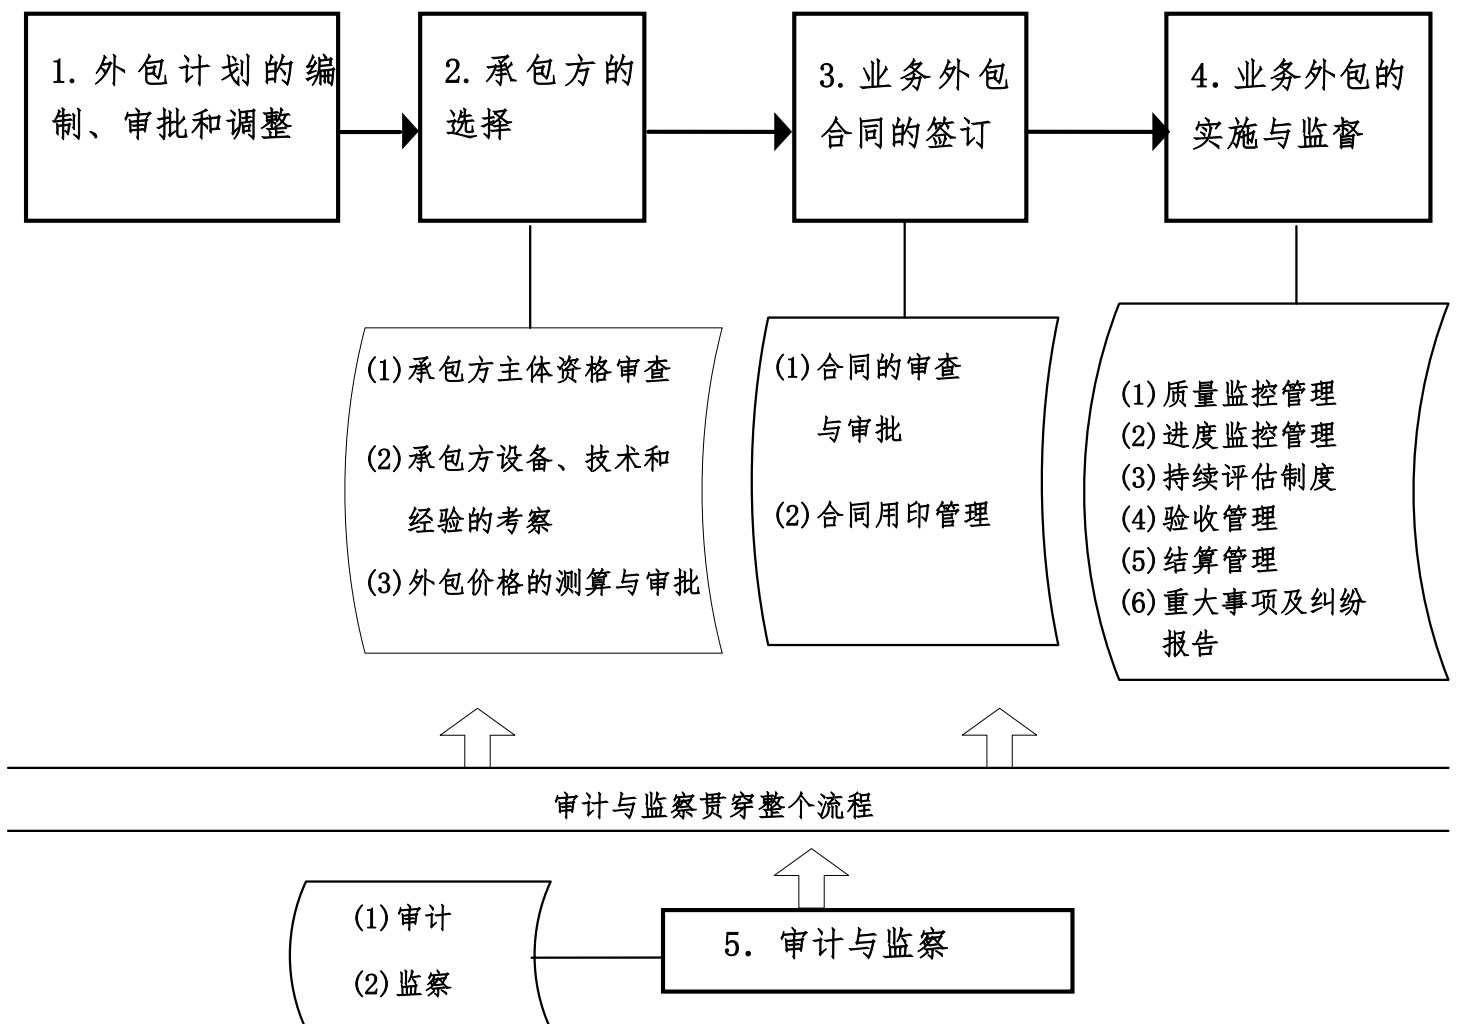 1. 外包计划的编
制、审批和调整
2. 承包方的
选择
3. 业务外包
合同的签订
4. 业务外包的
实施与监督
(1)承包方主体资格审查
(2)承包方设备、技术和
经验的考察
(3)外包价格的测算与审批
(1)合同的审查
与审批
(2)合同用印管理
(1)质量监控管理
(2)进度监控管理
(3)持续评估制度
(4)验收管理
(5)结算管理
(6)重大事项及纠纷
报告
审计与监察贯穿整个流程
(1)审计
(2)监察
5. 审计与监察